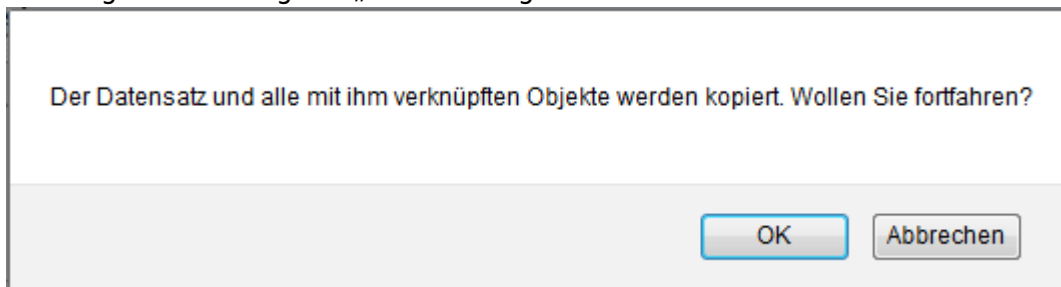 Der Datensatz und alle mit ihm verknüpften Objekte werden kopiert. Wollen Sie fortfahren?
OK
Abbrechen